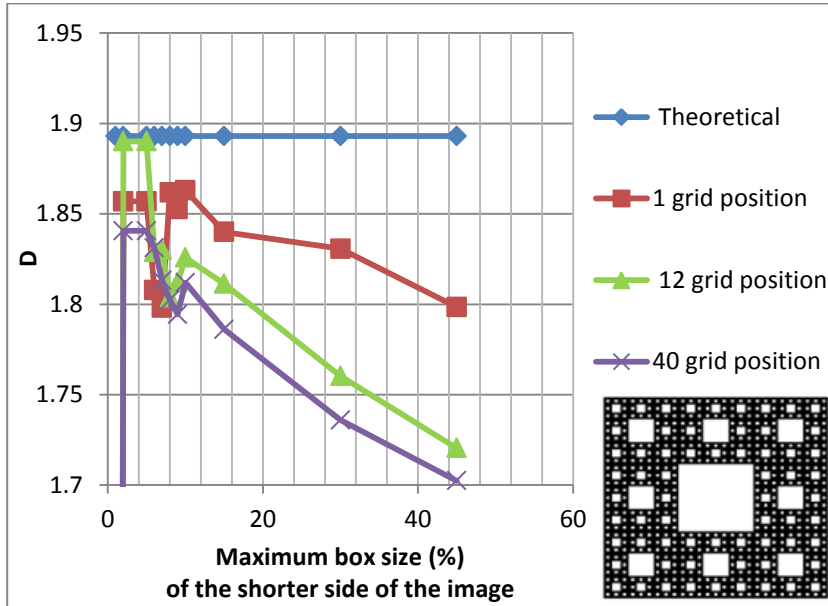 1.95
1.9
1.85
1.8
1.75
1.7
D
0
20
40
60
Maximum box size (%)
of the shorter side of the image
Theoretical
1 grid position
12 grid position
40 grid position